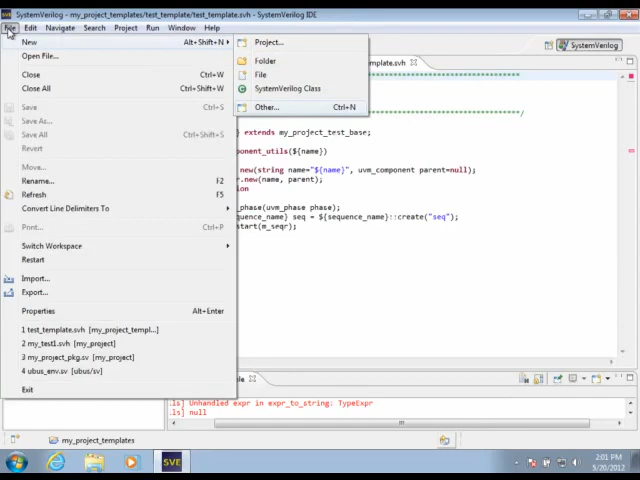 SystemVerilog - my_project_templates/test_template/test_template.svh - SystemVerilog IDE
File Edit Navigate Search Project Run Window Help
New Alt+Shift+N
Open File...
Close Ctrl+W
Close All Ctrl+Shift+W
Save Ctrl+S
Save As...
Save All Ctrl+Shift+S
Revert
Move...
Rename... F2
Refresh F5
Convert Line Delimiters To
Print... Ctrl+P
Switch Workspace
Restart
Import...
Export...
Properties Alt+Enter
1 test_template.svh [my_project_templ...]
2 my_test1.svh [my_project]
3 my_project_pkg.sv [my_project]
4 ubus_env.sv [ubus/sv]
Exit
Project...
Folder
File
SystemVerilog Class
Other... Ctrl+N
SystemVerilog
mplate.svh
*******/
} extends my_project_test_base;
ponent_utils(${name})
new(string name="${name}", uvm_component parent=null);
r.new(name, parent);
ion
_phase(uvm_phase phase);
equence_name} seq = ${sequence_name}::create("seq");
start(m_seqr);
le
.ls] Unhandled expr in expr_to_string: TypeExpr
.ls] null
my_project_templates
SVE
2:01 PM
5/20/2012